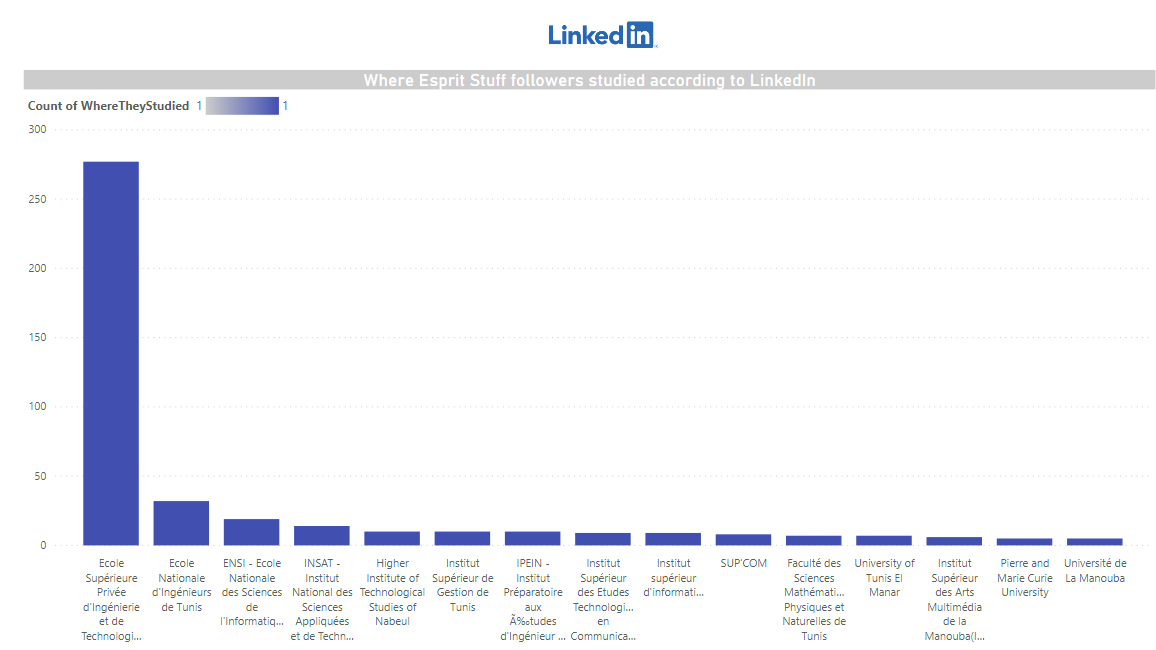 Linked in
Where Esprit Stuff followers studied according to LinkedIn
Count of WhereTheyStudied 1 1
300
250
200
150
100
50
0
Ecole
Supérieure
Privée
d'Ingénierie
et de
Technologi...
Ecole
Nationale
d'Ingénieurs
de Tunis
ENSI - Ecole
Nationale
des Sciences
de
l'Informatiq...
INSAT -
Institut
National des
Sciences
Appliquées
et de Techn...
Higher
Institute of
Technological
Studies of
Nabeul
Institut
Supérieur de
Gestion de
Tunis
IPEIN -
Institut
Préparatoire
aux
Ã‰tudes
d'Ingénieur ...
Institut
Supérieur
des Etudes
Technologi...
en
Communica...
Institut
supérieur
d'informati...
SUP'COM
Faculté des
Sciences
Mathémati...
Physiques et
Naturelles de
Tunis
University of
Tunis El
Manar
Institut
Supérieur
des Arts
Multimédia
de la
Manouba(I...
Pierre and
Marie Curie
University
Université de
La Manouba